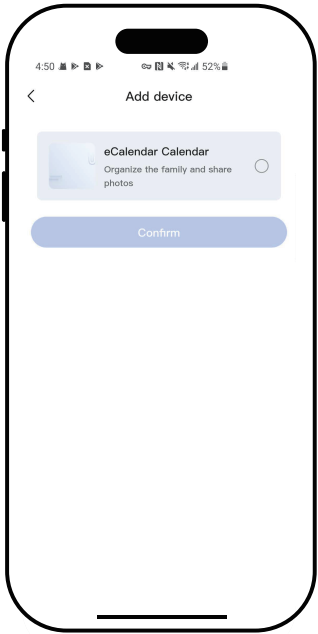 4:50 52%
Add device
eCalendar Calendar
Organize the family and share
photos
Confirm